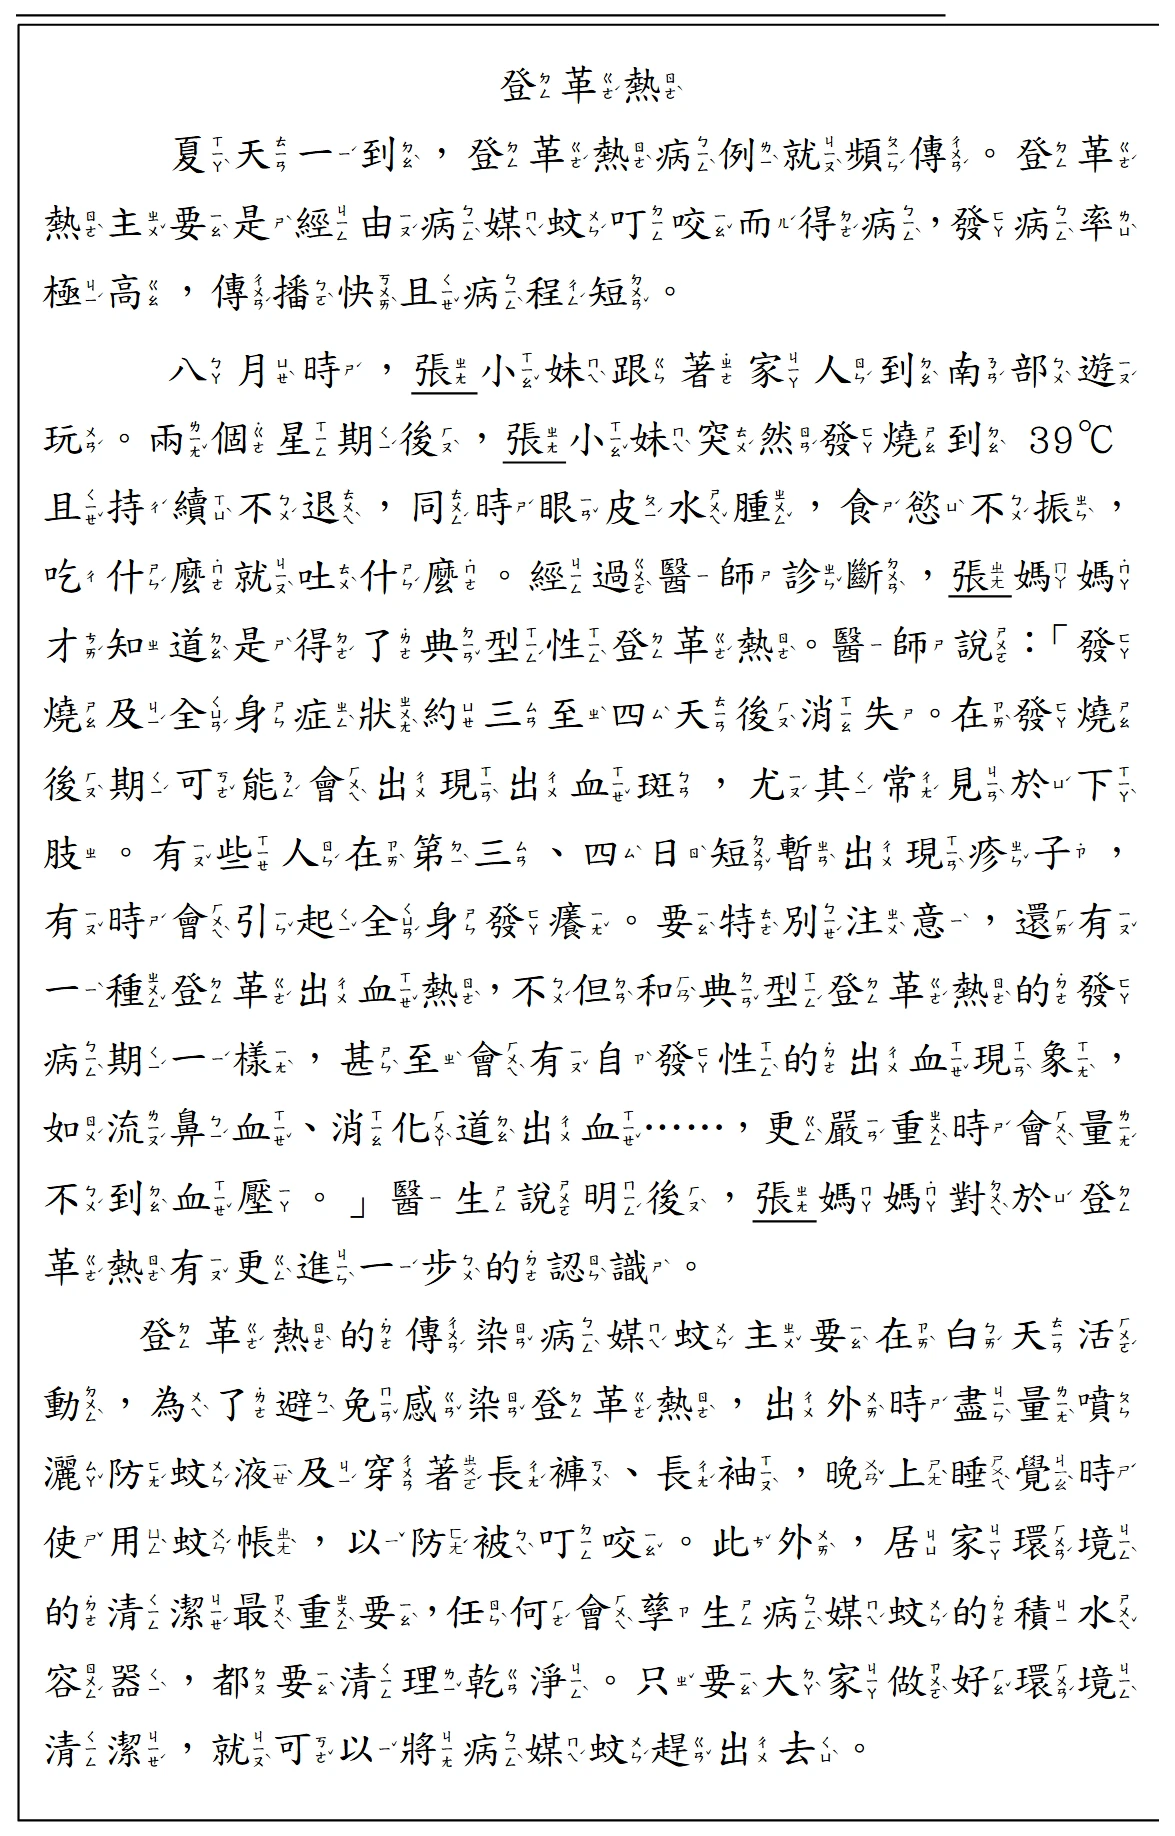 登革熱
夏天一到，登革熱病例就頻傳。登革
熱主要是經由病媒蚊叮咬而得病，發病率
極高，傳播快且病程短。
八月時，張小妹跟著家人到南部遊
玩。兩個星期後，張小妹突然發燒到 39℃
且持續不退，同時眼皮水腫，食慾不振，
吃什麼就吐什麼。經過醫師診斷，張媽媽
才知道是得了典型性登革熱。醫師說：「發
燒及全身症狀約三至四天後消失。在發燒
後期可能會出現出血斑，尤其常見於下
肢。有些人在第三、四日短暫出現疹子，
有時會引起全身發癢。要特別注意，還有
一種登革出血熱，不但和典型登革熱的發
病期一樣，甚至會有自發性的出血現象，
如流鼻血、消化道出血……，更嚴重時會量
不到血壓。」醫生說明後，張媽媽對於登
革熱有更進一步的認識。
登革熱的傳染病媒蚊主要在白天活
動，為了避免感染登革熱，出外時盡量噴
灑防蚊液及穿著長褲、長袖，晚上睡覺時
使用蚊帳，以防被叮咬。此外，居家環境
的清潔最重要，任何會孳生病媒蚊的積水
容器，都要清理乾淨。只要大家做好環境
清潔，就可以將病媒蚊趕出去。